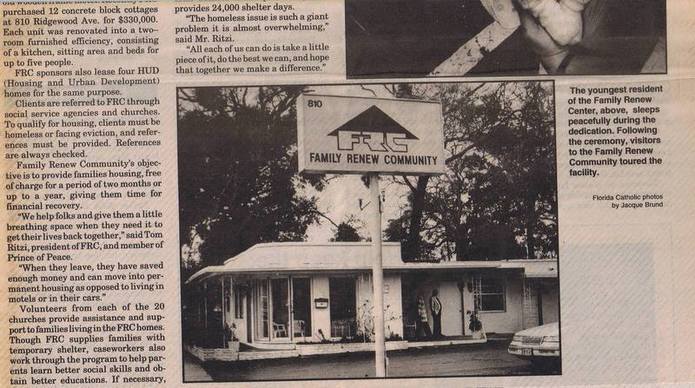 purchased 12 concrete block cottages
at 810 Ridgewood Ave. for $330,000.
Each unit was renovated into a two-
room furnished efficiency, consisting
of a kitchen, sitting area and beds for
up to five people.
FRC sponsors also lease four HUD
(Housing and Urban Development)
homes for the same purpose.
Clients are referred to FRC through
social service agencies and churches.
To qualify for housing, clients must be
homeless or facing eviction, and refer-
ences must be provided. References
are always checked.
Family Renew Community's objec-
tive is to provide families housing, free
of charge for a period of two months or
up to a year, giving them time for
financial recovery.
"We help folks and give them a little
breathing space when they need it to
get their lives back together," said Tom
Ritzi, president of FRC, and member of
Prince of Peace.
"When they leave, they have saved
enough money and can move into per-
manent housing as opposed to living in
motels or in their cars."
Volunteers from each of the 20
churches provide assistance and sup-
port to families living in the FRC homes.
Though FRC supplies families with
temporary shelter, caseworkers also
work through the program to help par-
ents learn better social skills and ob-
tain better educations. If necessary,
provides 24,000 shelter days.
"The homeless issue is such a giant
problem it is almost overwhelming,"
said Mr. Ritzi.
"All each of us can do is take a little
piece of it, do the best we can, and hope
that together we make a difference."
810
FRC
FAMILY RENEW COMMUNITY
The youngest resident
of the Family Renew
Center, above, sleeps
peacefully during the
dedication. Following
the ceremony, visitors
to the Family Renew
Community toured the
facility.
Florida Catholic photos
by Jacque Brund